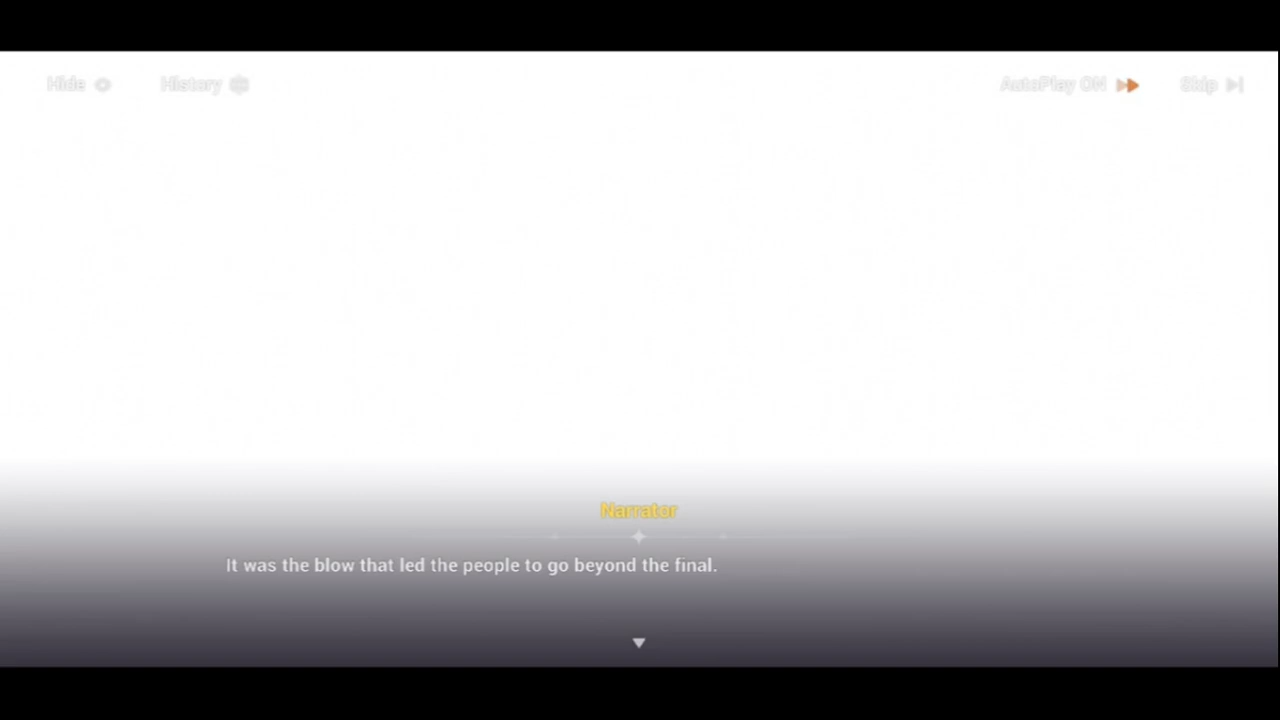 Hide
History
AutoPlay ON
Skip
Narrator
It was the blow that led the people to go beyond the final.